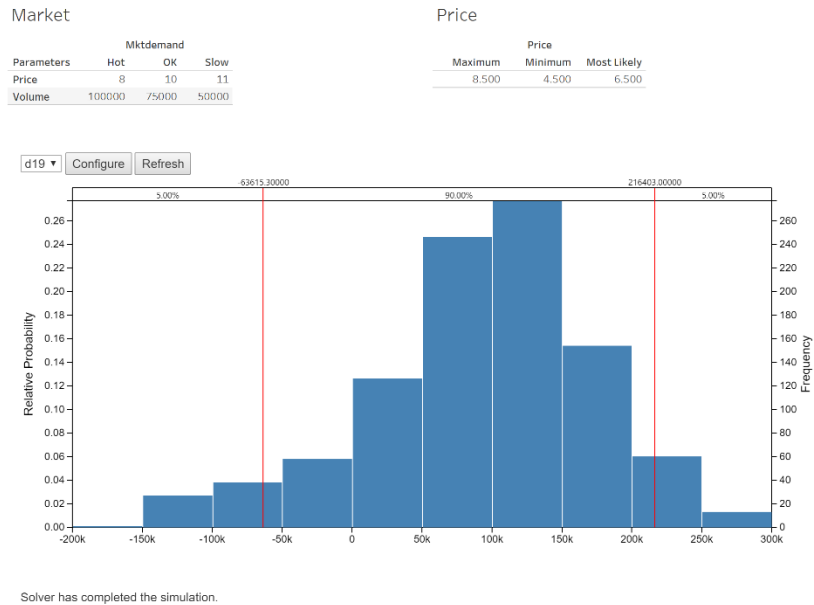 Market
Price
Mktdemand
Parameters Hot OK Slow
Price 8 10 11
Volume 100000 75000 50000
Price
Maximum Minimum Most Likely
8.500 4.500 6.500
d19 Configure Refresh
-63615.30000 216403.00000
5.00% 90.00% 5.00%
0.26 260
0.24 240
0.22 220
0.20 200
0.18 180
0.16 160
0.14 140
0.12 120
0.10 100
0.08 80
0.06 60
0.04 40
0.02 20
0.00 0
Relative Probability
Frequency
-200k -150k -100k -50k 0 50k 100k 150k 200k 250k 300k
Solver has completed the simulation.